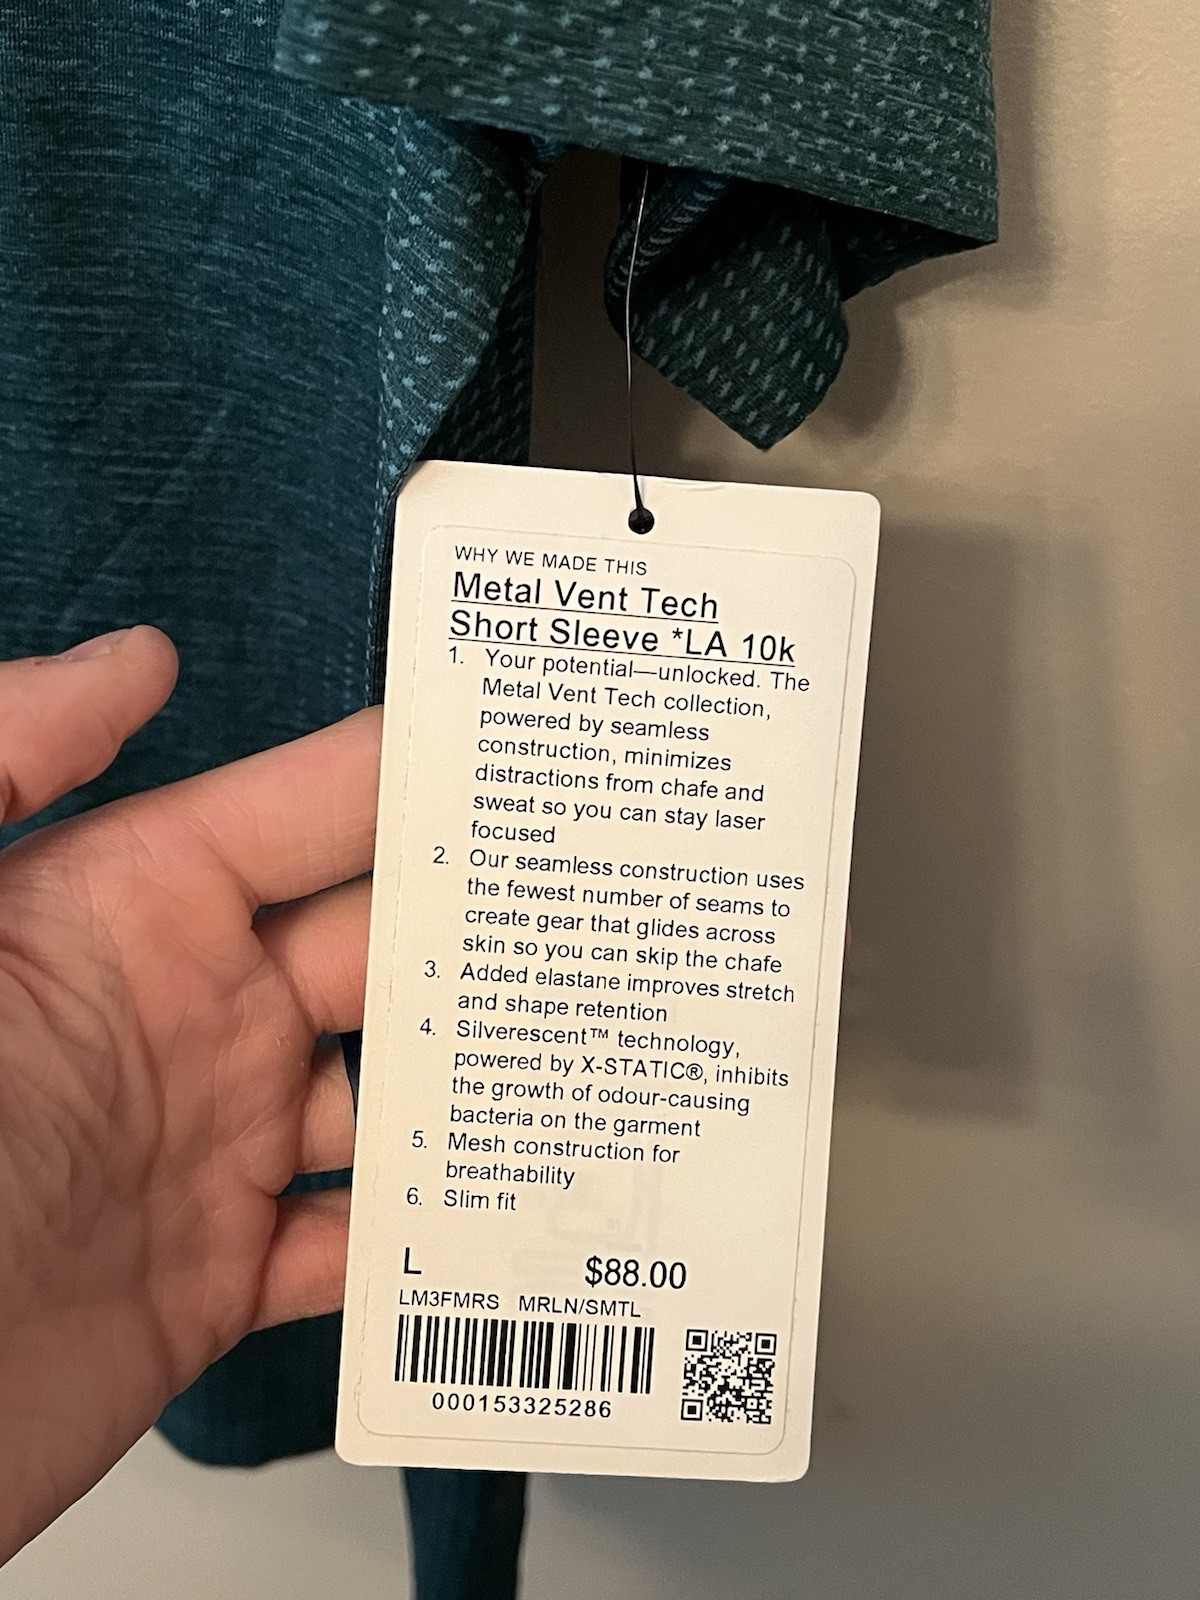 WHY WE MADE THIS
Metal Vent Tech
Short Sleeve *LA 10k
1. Your potential—unlocked. The
Metal Vent Tech collection,
powered by seamless
construction, minimizes
distractions from chafe and
sweat so you can stay laser
focused
2. Our seamless construction uses
the fewest number of seams to
create gear that glides across
skin so you can skip the chafe
3. Added elastane improves stretch
and shape retention
4. Silverescent™ technology,
powered by X-STATIC®, inhibits
the growth of odour-causing
bacteria on the garment
5. Mesh construction for
breathability
6. Slim fit
L $88.00
LM3FMRS MRLN/SMTL
000153325286